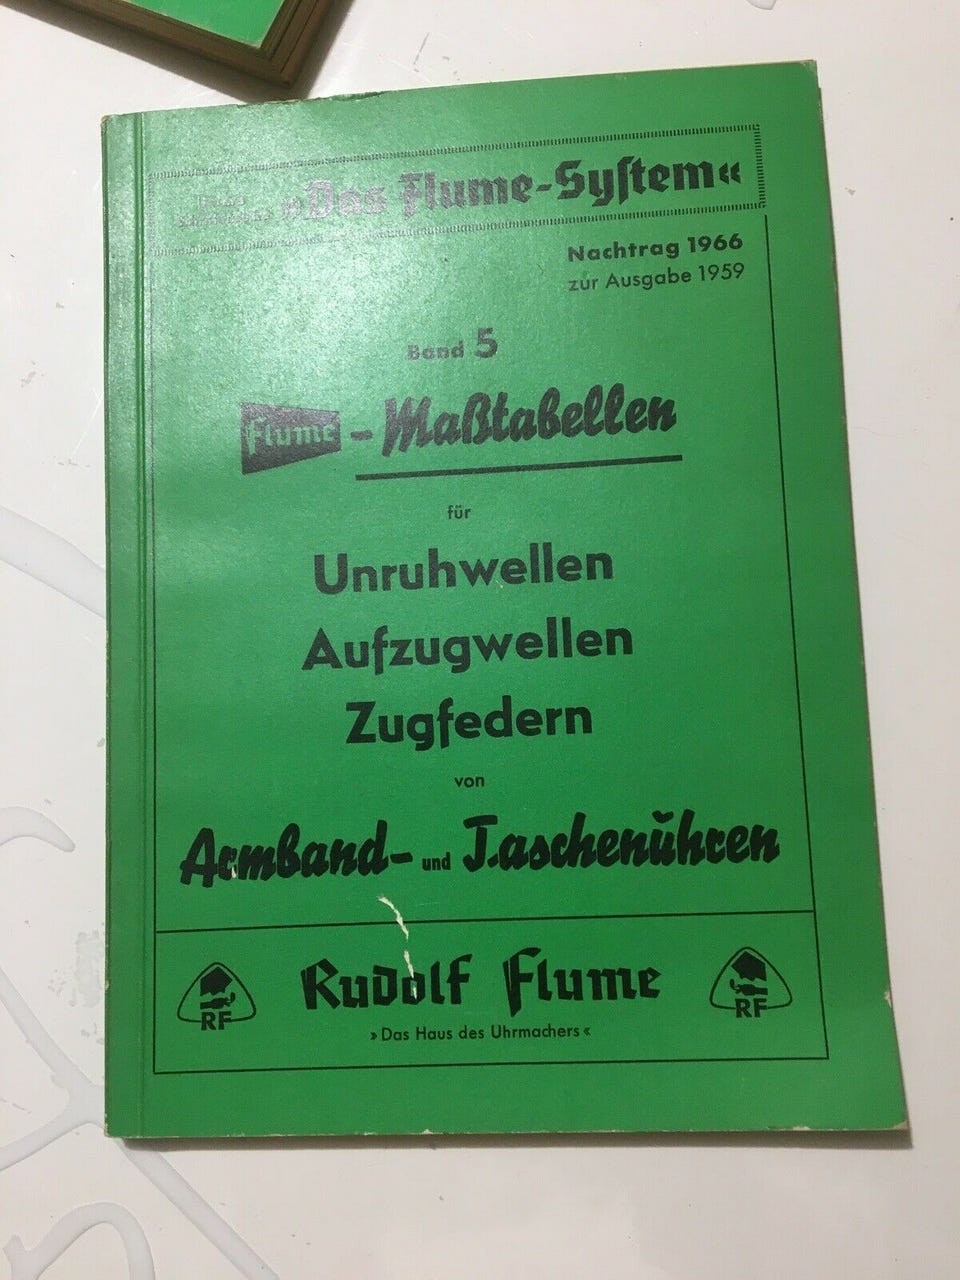 »Das Flume-System«
Nachtrag 1966
zur Ausgabe 1959
Band 5
flume - Maßtabellen
für
Unruhwellen
Aufzugwellen
Zugfedern
von
Armband- und Taschenuhren
RF
Rudolf Flume
RF
»Das Haus des Uhrmachers«